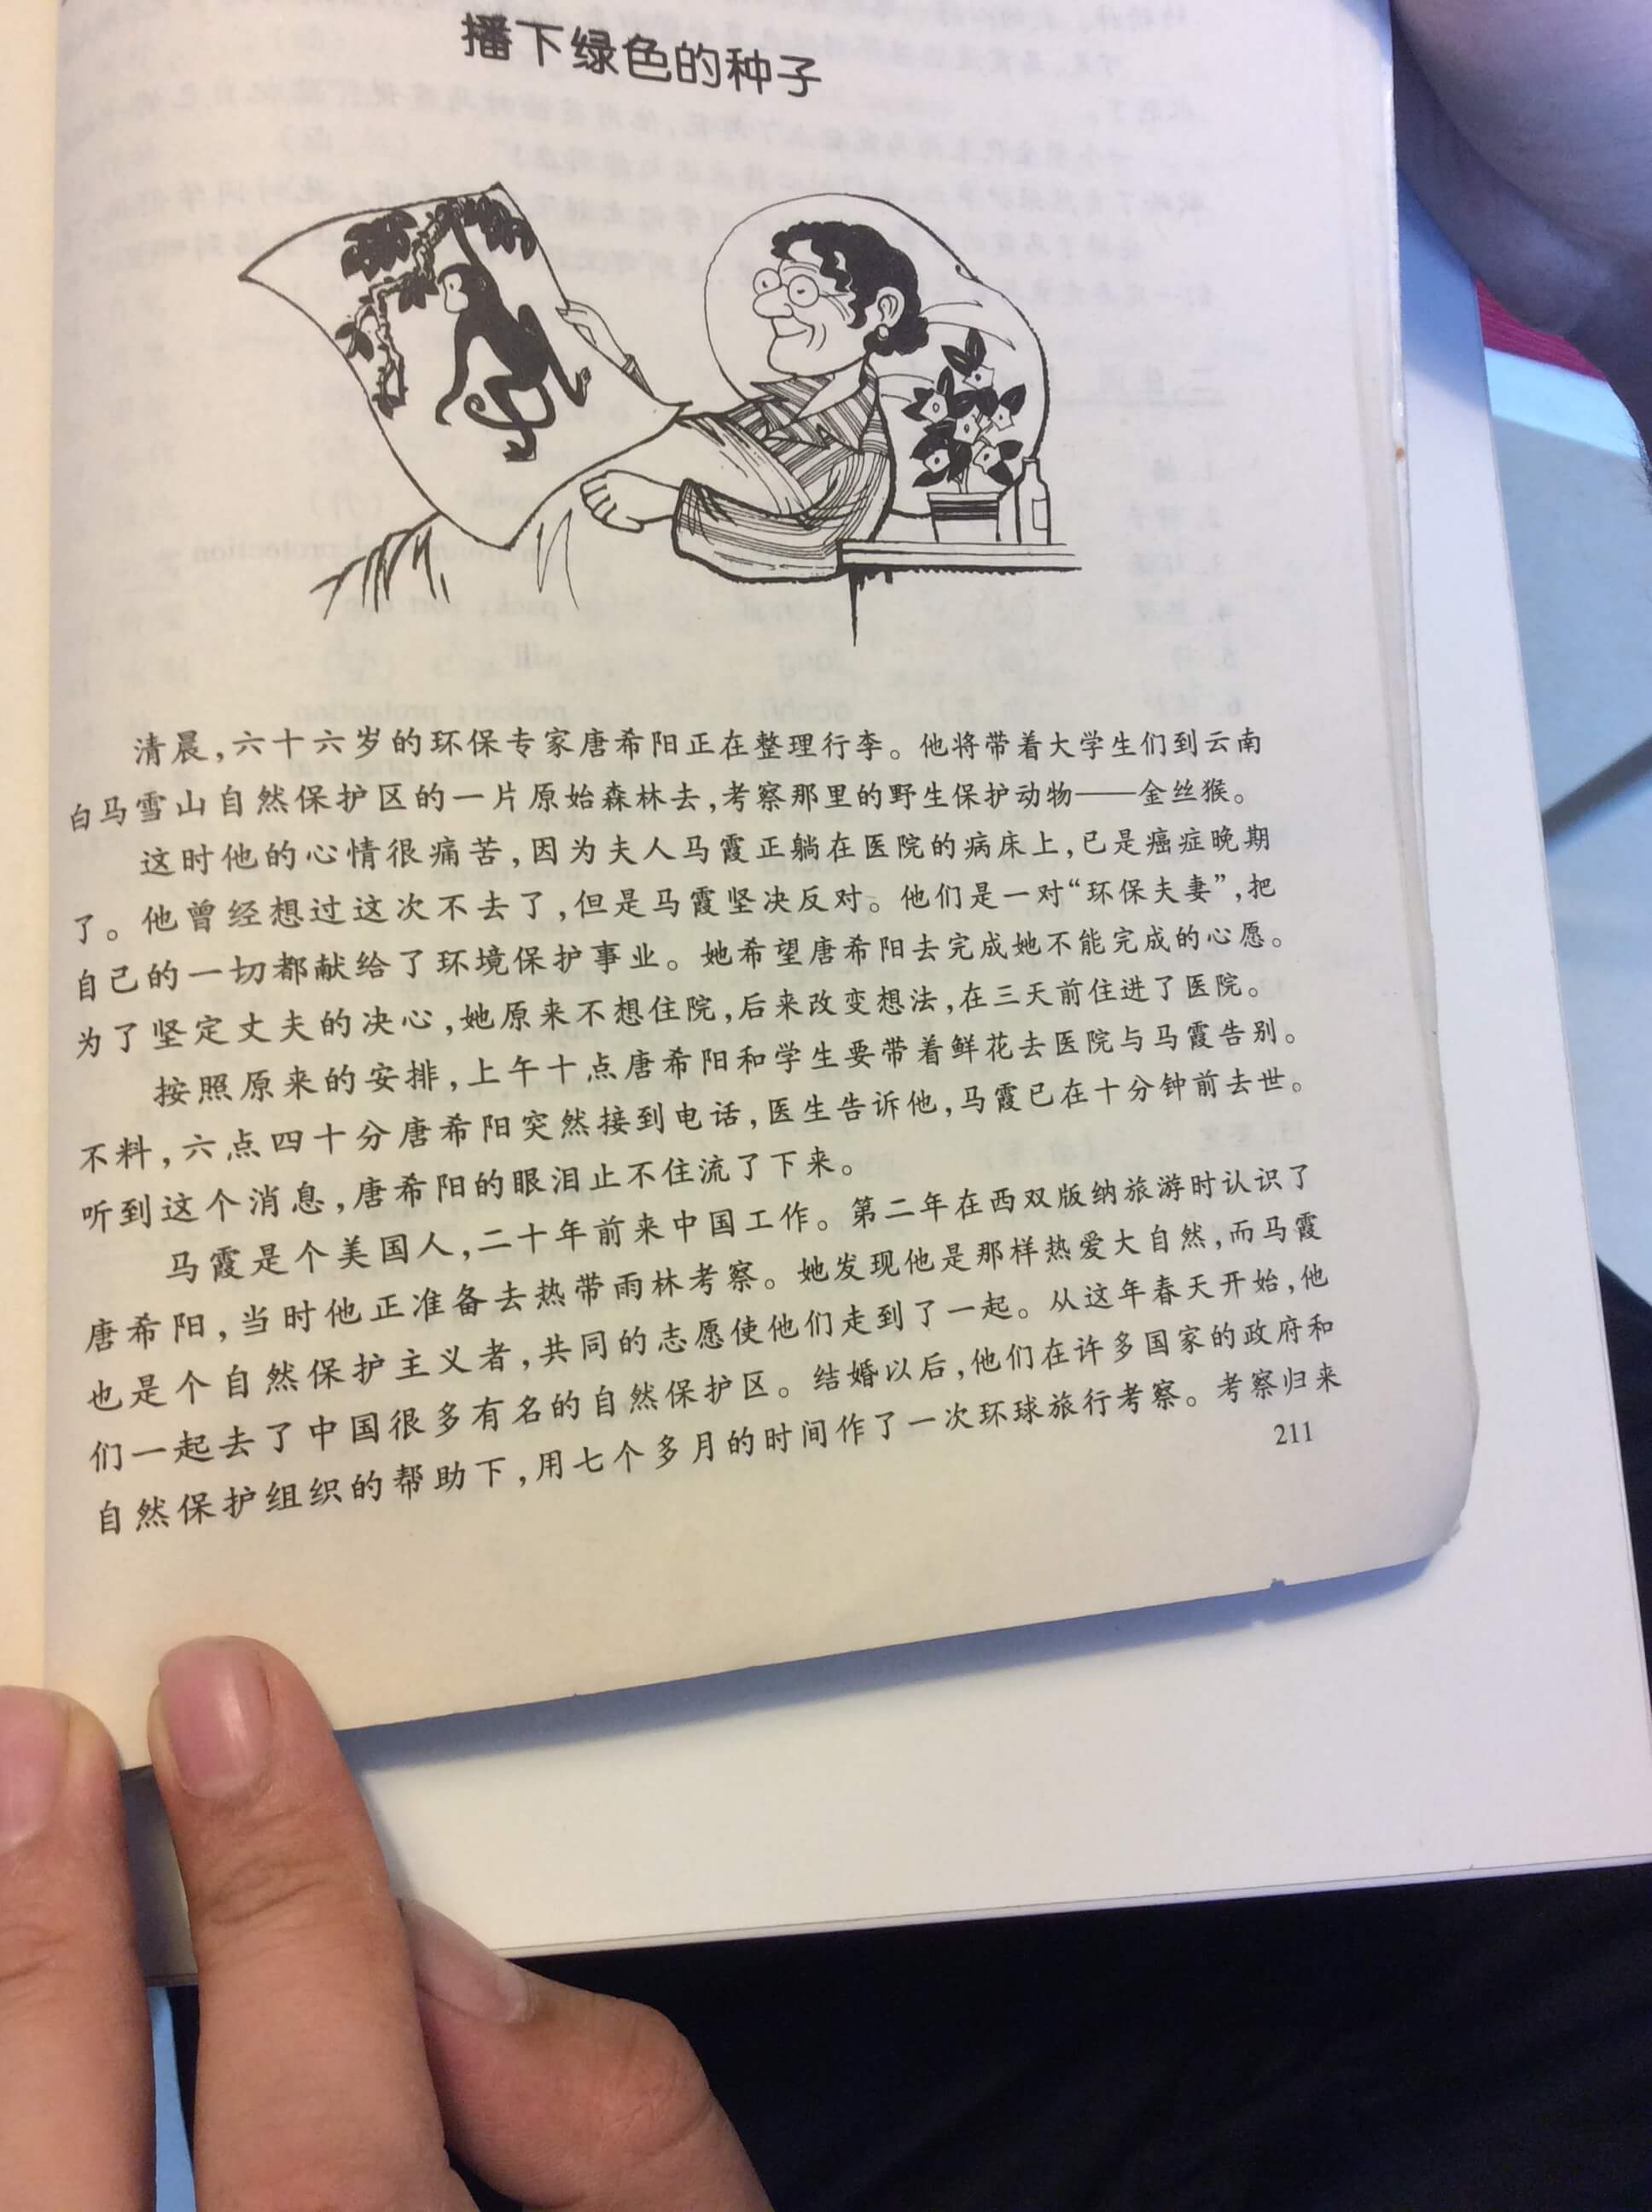 播下绿色的种子
清晨,六十六岁的环保专家唐希阳正在整理行李。他将带着大学生们到云南
白马雪山自然保护区的一片原始森林去,考察那里的野生保护动物——金丝猴。
这时他的心情很痛苦,因为夫人马霞正躺在医院的病床上,已是癌症晚期
了。他曾经想过这次不去了,但是马霞坚决反对。他们是一对“环保夫妻”,把
自己的一切都献给了环境保护事业。她希望唐希阳去完成她不能完成的心愿。
为了坚定丈夫的决心,她原来不想住院,后来改变想法,在三天前住进了医院。
按照原来的安排,上午十点唐希阳和学生要带着鲜花去医院与马霞告别。
不料,六点四十分唐希阳突然接到电话,医生告诉他,马霞已在十分钟前去世。
听到这个消息,唐希阳的眼泪止不住流了下来。
马霞是个美国人,二十年前来中国工作。第二年在西双版纳旅游时认识了
唐希阳,当时他正准备去热带雨林考察。她发现他是那样热爱大自然,而马霞
也是个自然保护主义者,共同的志愿使他们走到了一起。从这年春天开始,他
们一起去了中国很多有名的自然保护区。结婚以后,他们在许多国家的政府和
自然保护组织的帮助下,用七个多月的时间作了一次环球旅行考察。考察归来
211